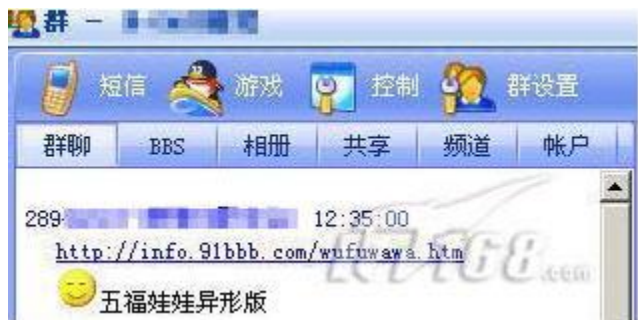 群 -
短信 游戏 控制 群设置
群聊 BBS 相册 共享 频道 帐户
289 12:35:00
http://info.91bbb.com/wufuwawa.htm
IT168.com
五福娃娃异形版